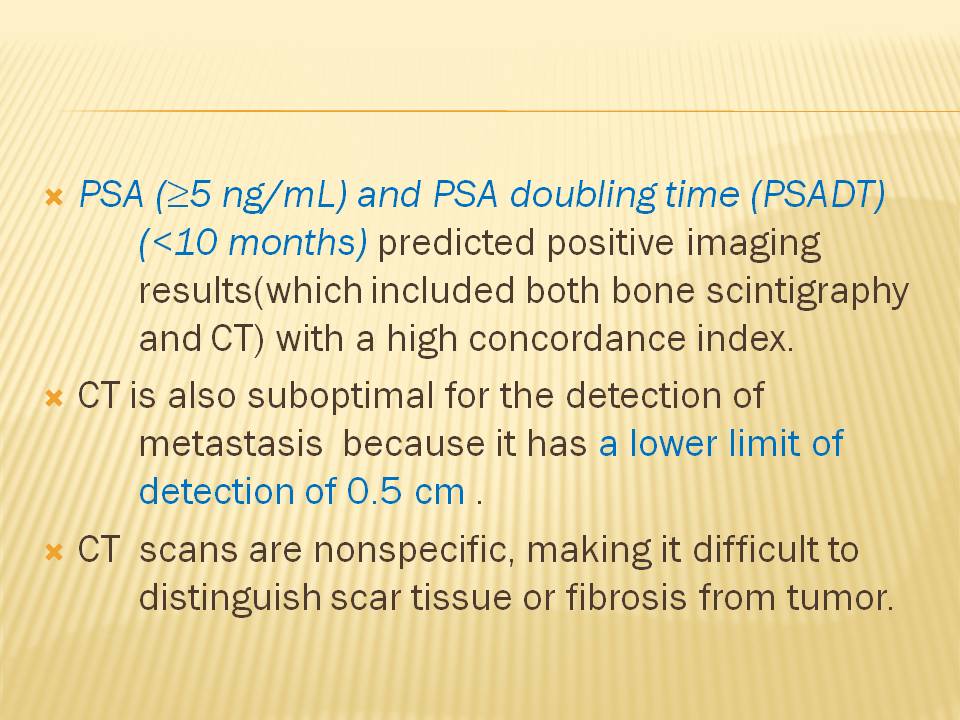 PSA (≥5 ng/mL) and PSA doubling time (PSADT)
(<10 months) predicted positive imaging
results(which included both bone scintigraphy
and CT) with a high concordance index.
CT is also suboptimal for the detection of
metastasis because it has a lower limit of
detection of 0.5 cm .
CT scans are nonspecific, making it difficult to
distinguish scar tissue or fibrosis from tumor.